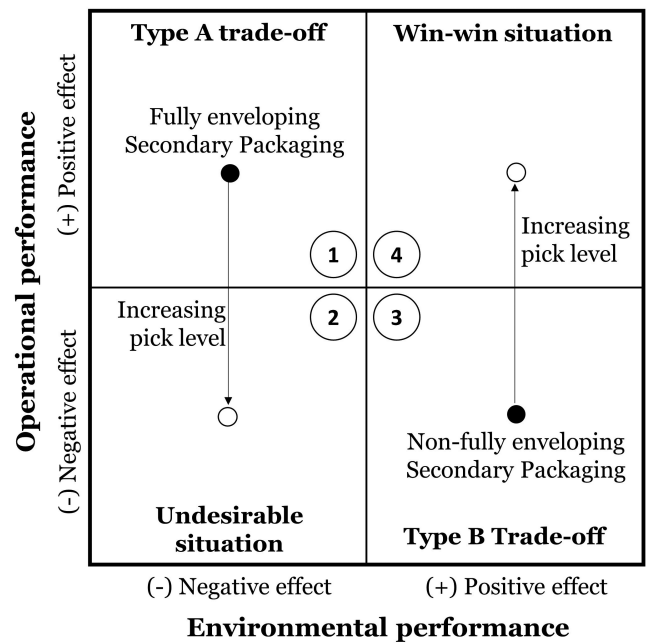 Type A trade-off
Win-win situation
Fully enveloping
Secondary Packaging
Increasing
pick level
1
4
2
3
Increasing
pick level
Non-fully enveloping
Secondary Packaging
Undesirable
situation
Type B Trade-off
Operational performance
(+) Positive effect
(-) Negative effect
(-) Negative effect
(+) Positive effect
Environmental performance